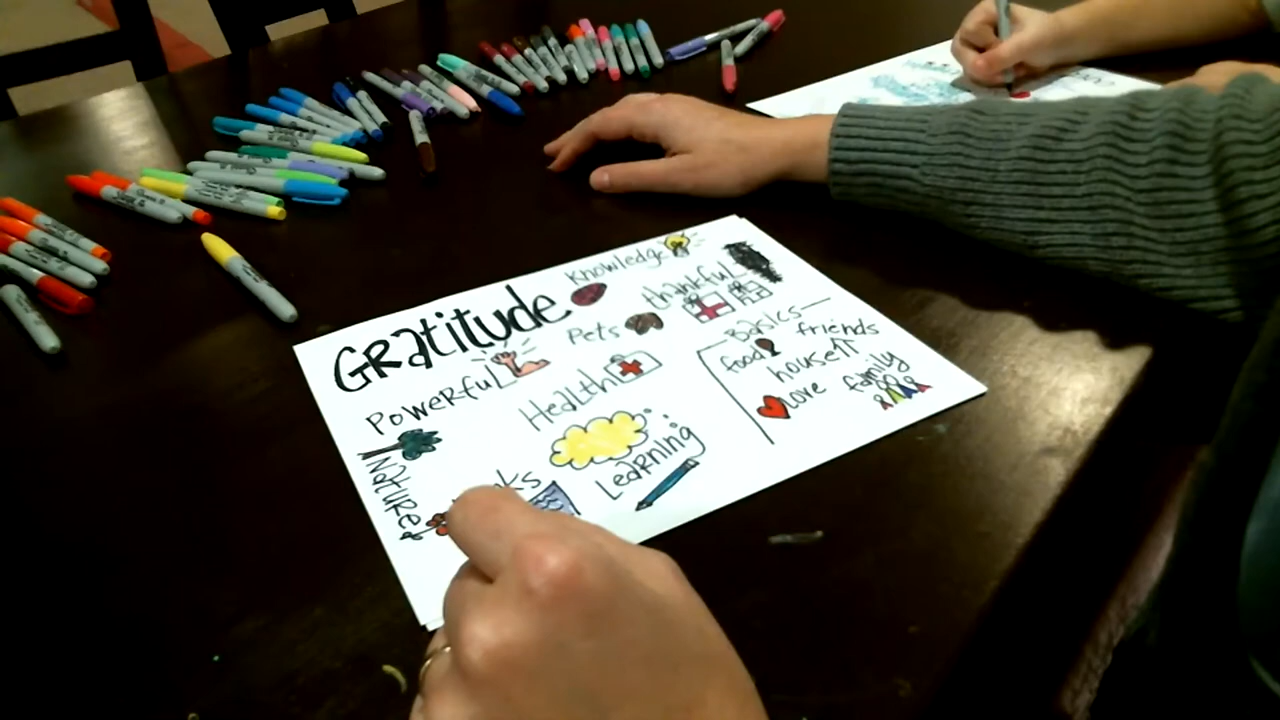 Gratitude
Knowledge
thankful
Pets
Powerful
Health
Basics
friends
food
house
love
family
Nature
Learning